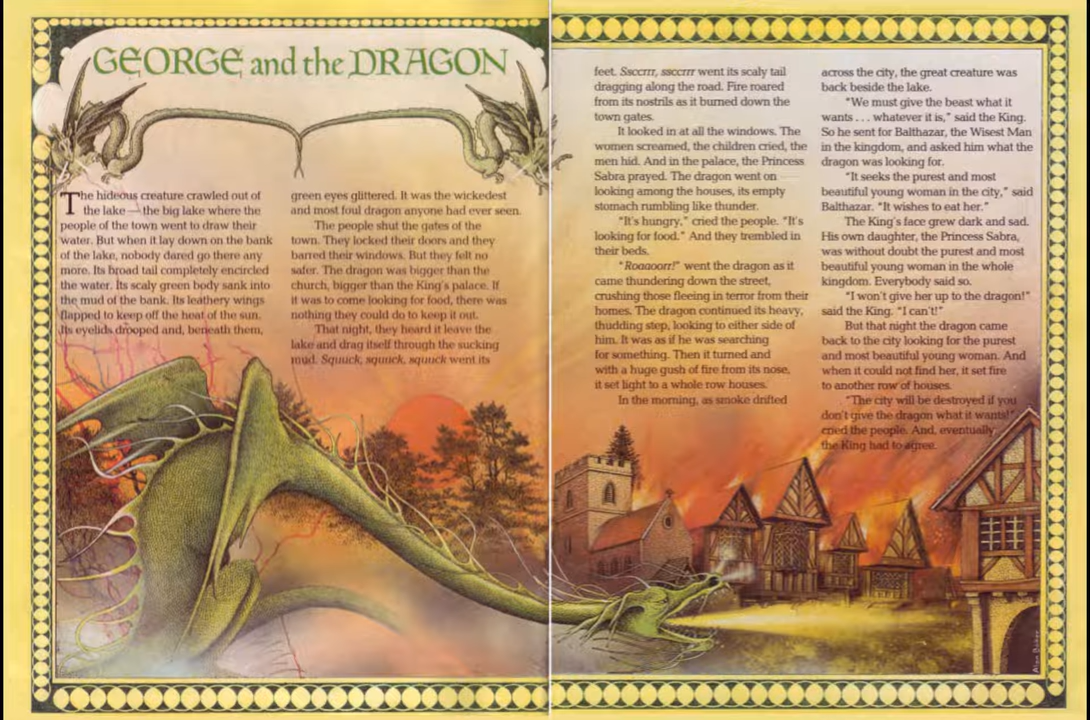 GEORGE and the DRAGON
The hideous creature crawled out of
the lake — the big lake where the
people of the town went to draw their
water. But when it lay down on the bank
of the lake, nobody dared go there any
more. Its broad tail completely encircled
the water. Its scaly green body sank into
the mud of the bank. Its leathery wings
flapped to keep off the heat of the sun.
Its eyelids drooped and, beneath them,
green eyes glittered. It was the wickedest
and most foul dragon anyone had ever seen.
The people shut the gates of the
town. They locked their doors and they
barred their windows. But they felt no
safer. The dragon was bigger than the
church, bigger than the King's palace. If
it was to come looking for food, there was
nothing they could do to keep it out.
That night, they heard it leave the
lake and drag itself through the sucking
mud. Squuck, squuck, squuck went its
feet. Ssccrrr, ssccrrr went its scaly tail
dragging along the road. Fire roared
from its nostrils as it burned down the
town gates.
It looked in at all the windows. The
women screamed, the children cried, the
men hid. And in the palace, the Princess
Sabra prayed. The dragon went on
looking among the houses, its empty
stomach rumbling like thunder.
"It's hungry," cried the people. "It's
looking for food." And they trembled in
their beds.
"Roaaoorr!" went the dragon as it
came thundering down the street,
crushing those fleeing in terror from their
homes. The dragon continued its heavy,
thudding step, looking to either side of
him. It was as if he was searching
for something. Then it turned and
with a huge gush of fire from its nose,
it set light to a whole row houses.
In the morning, as smoke drifted
across the city, the great creature was
back beside the lake.
"We must give the beast what it
wants . . . whatever it is," said the King.
So he sent for Balthazar, the Wisest Man
in the kingdom, and asked him what the
dragon was looking for.
"It seeks the purest and most
beautiful young woman in the city," said
Balthazar. "It wishes to eat her."
The King's face grew dark and sad.
His own daughter, the Princess Sabra,
was without doubt the purest and most
beautiful young woman in the whole
kingdom. Everybody said so.
"I won't give her up to the dragon!"
said the King. "I can't!"
But that night the dragon came
back to the city looking for the purest
and most beautiful young woman. And
when it could not find her, it set fire
to another row of houses.
"The city will be destroyed if you
don't give the dragon what it wants!"
cried the people. And, eventually,
the King had to agree.
Alan Baker